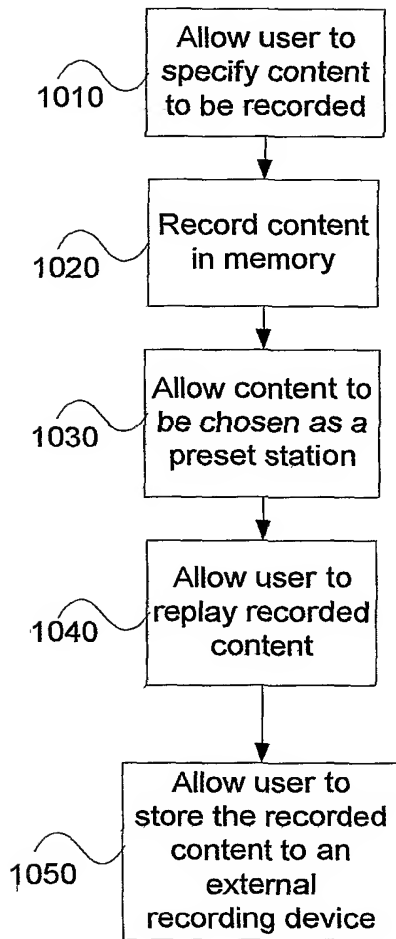 Allow user to
specify content
to be recorded
1010
Record content
in memory
1020
Allow content to
be chosen as a
preset station
1030
Allow user to
replay recorded
content
1040
Allow user to
store the recorded
content to an
external
recording device
1050